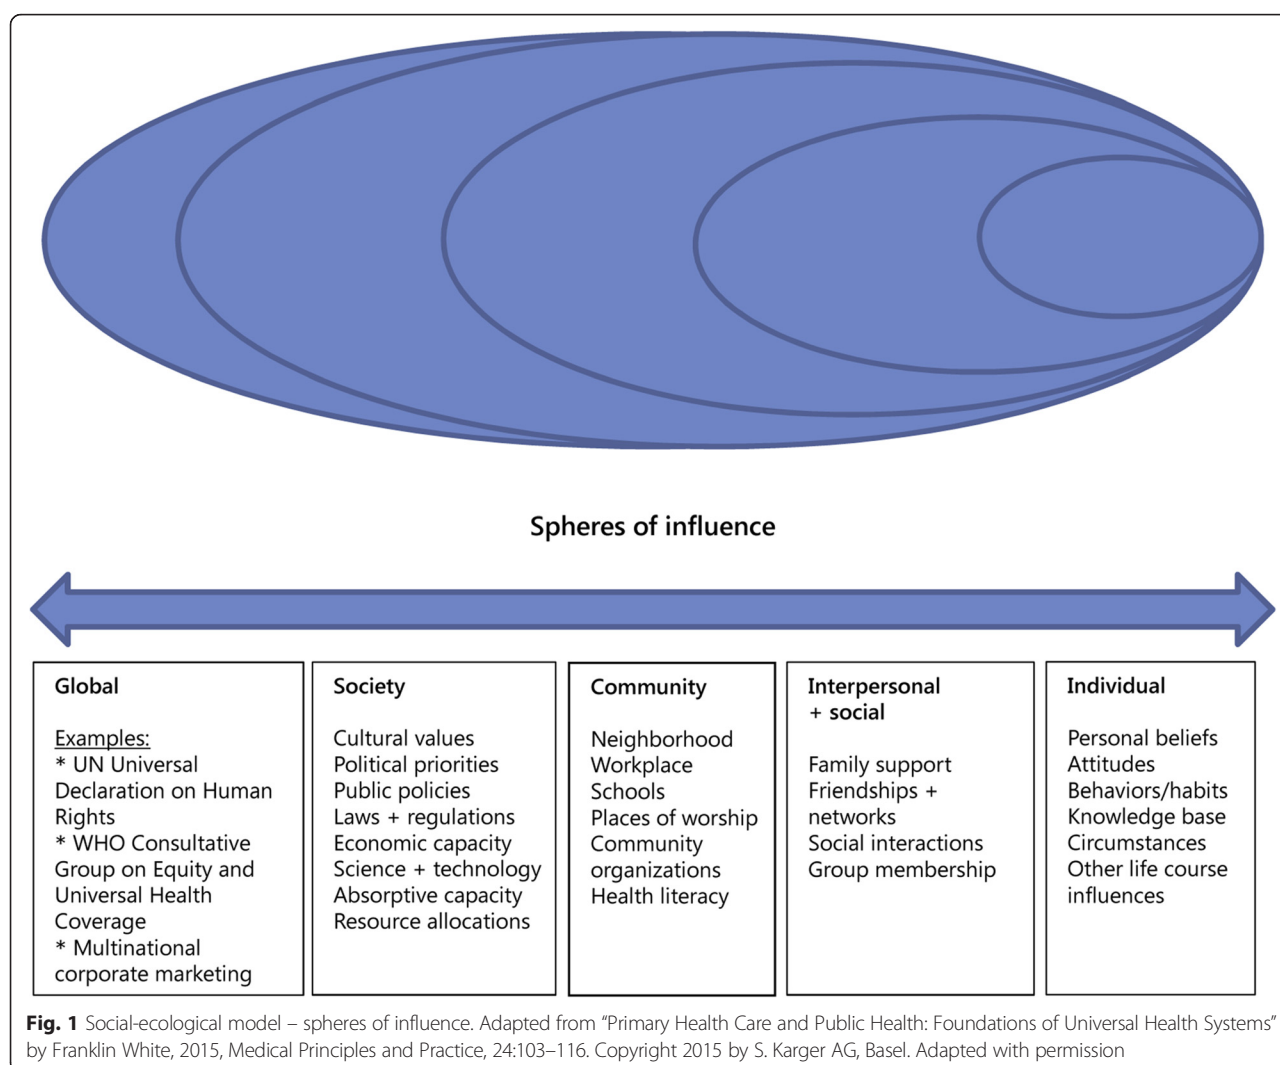 Spheres of influence
Global
Examples:
* UN Universal
Declaration on Human
Rights
* WHO Consultative
Group on Equity and
Universal Health
Coverage
* Multinational
corporate marketing
Society
Cultural values
Political priorities
Public policies
Laws + regulations
Economic capacity
Science + technology
Absorptive capacity
Resource allocations
Community
Neighborhood
Workplace
Schools
Places of worship
Community
organizations
Health literacy
Interpersonal
+ social
Family support
Friendships +
networks
Social interactions
Group membership
Individual
Personal beliefs
Attitudes
Behaviors/habits
Knowledge base
Circumstances
Other life course
influences
Fig. 1 Social-ecological model – spheres of influence. Adapted from “Primary Health Care and Public Health: Foundations of Universal Health Systems”
by Franklin White, 2015, Medical Principles and Practice, 24:103–116. Copyright 2015 by S. Karger AG, Basel. Adapted with permission